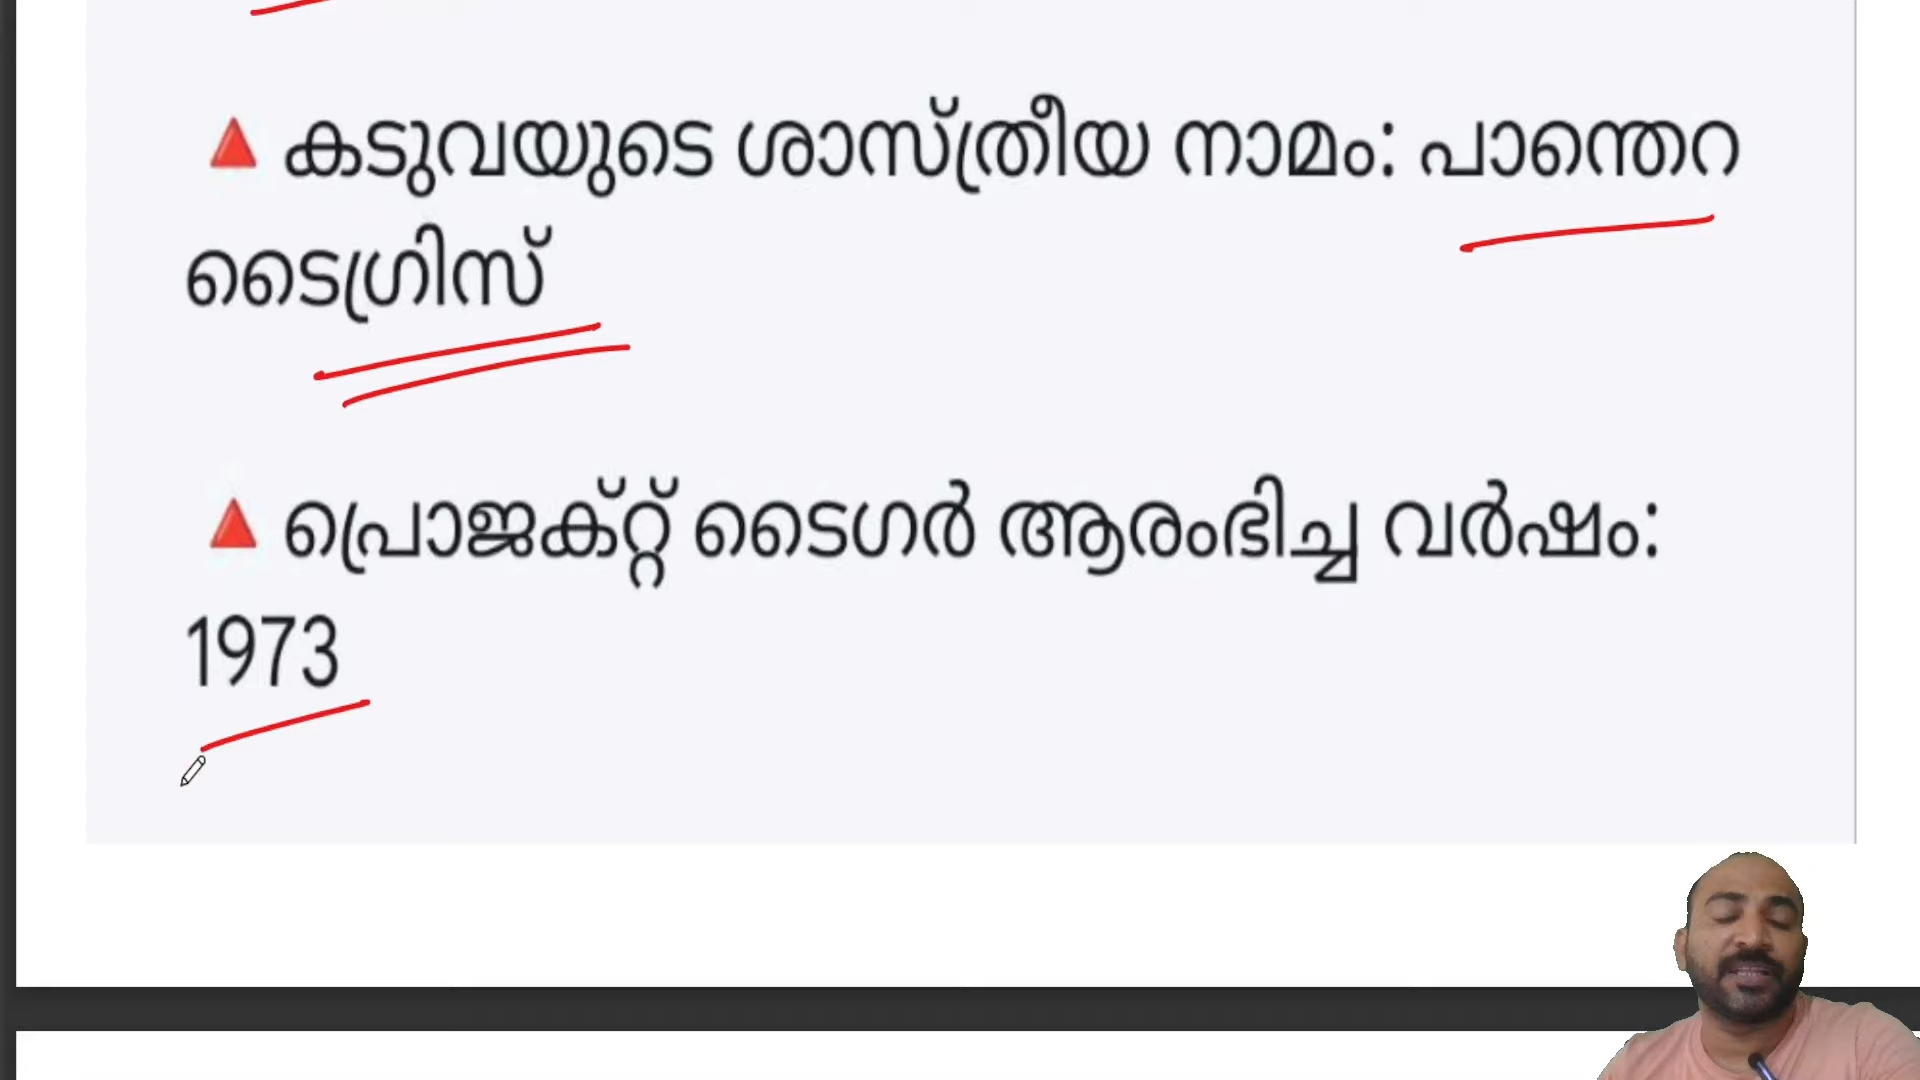 🔺കടുവയുടെ ശാസ്ത്രീയ നാമം: പാന്തെറ
ടൈഗ്രിസ്
🔺പ്രൊജക്റ്റ് ടൈഗർ ആരംഭിച്ച വർഷം:
1973